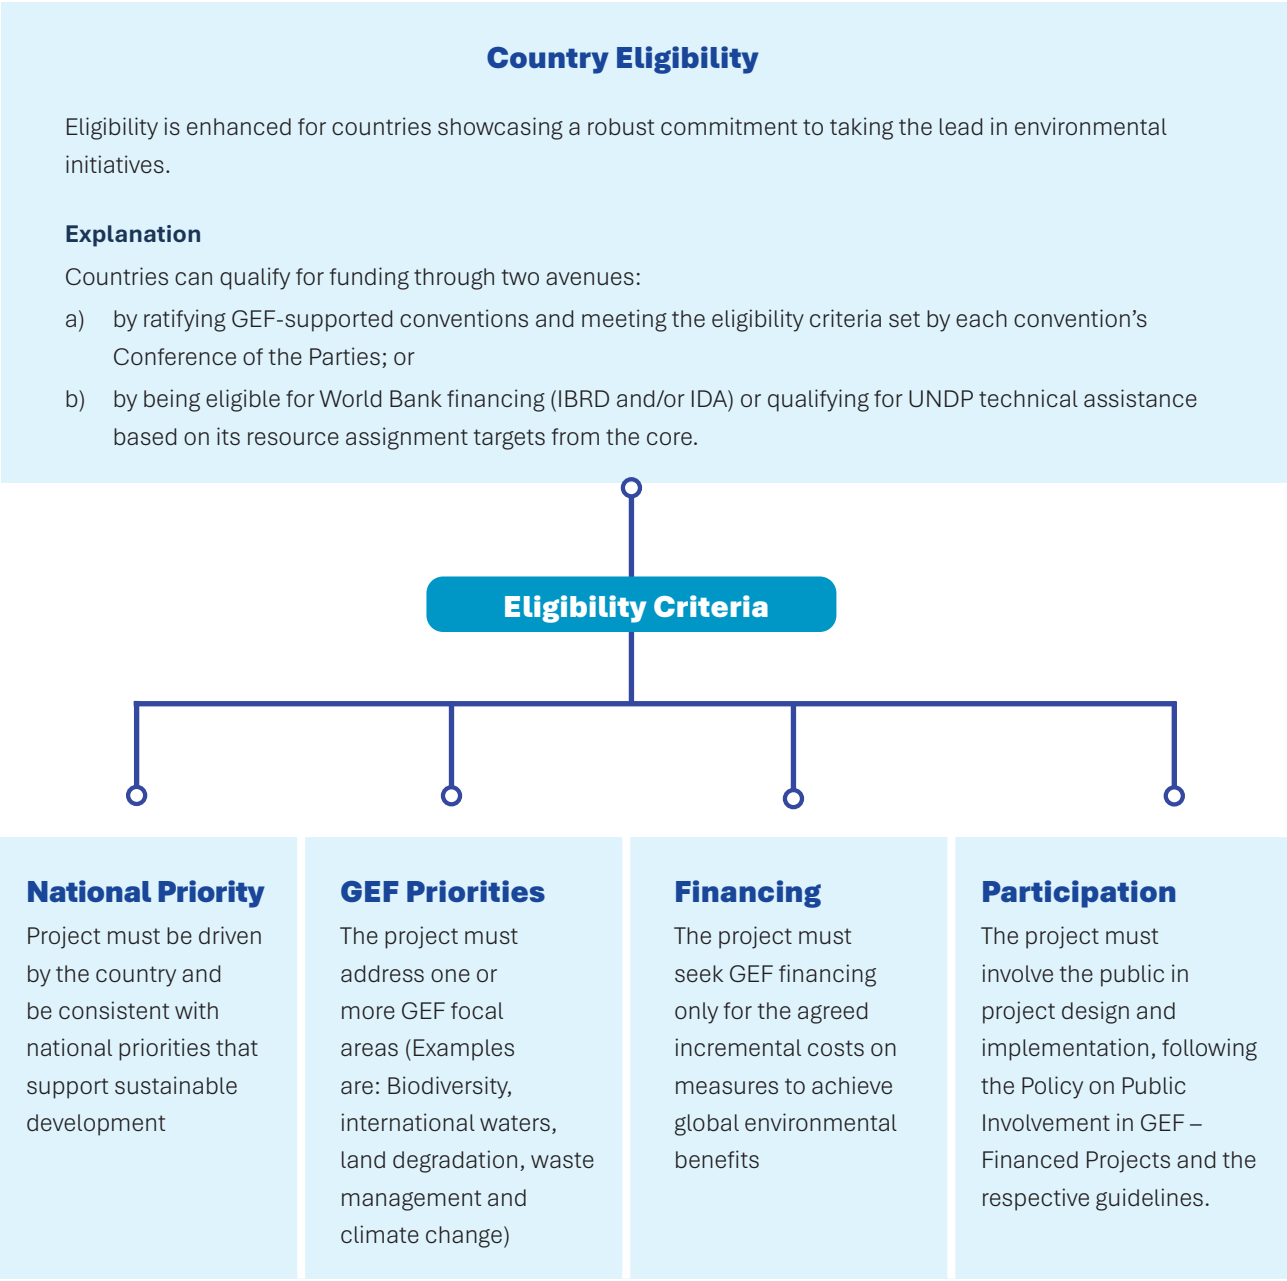 Country Eligibility
Eligibility is enhanced for countries showcasing a robust commitment to taking the lead in environmental
initiatives.
Explanation
Countries can qualify for funding through two avenues:
a) by ratifying GEF-supported conventions and meeting the eligibility criteria set by each convention’s
Conference of the Parties; or
b) by being eligible for World Bank financing (IBRD and/or IDA) or qualifying for UNDP technical assistance
based on its resource assignment targets from the core.
Eligibility Criteria
National Priority
Project must be driven
by the country and
be consistent with
national priorities that
support sustainable
development
GEF Priorities
The project must
address one or
more GEF focal
areas (Examples
are: Biodiversity,
international waters,
land degradation, waste
management and
climate change)
Financing
The project must
seek GEF financing
only for the agreed
incremental costs on
measures to achieve
global environmental
benefits
Participation
The project must
involve the public in
project design and
implementation, following
the Policy on Public
Involvement in GEF –
Financed Projects and the
respective guidelines.